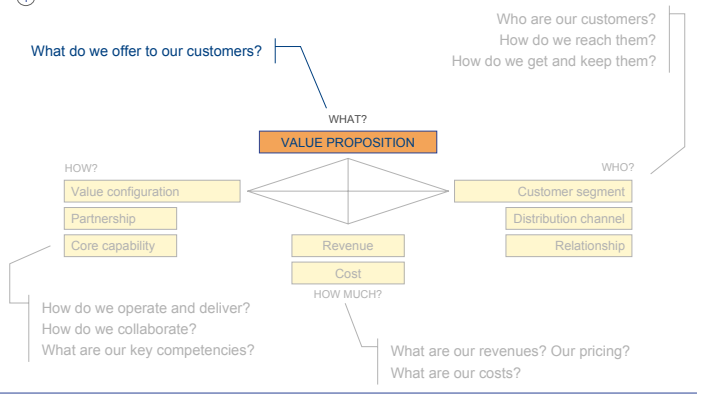 Who are our customers?
How do we reach them?
How do we get and keep them?
What do we offer to our customers?
WHAT?
VALUE PROPOSITION
HOW?
WHO?
Value configuration
Customer segment
Partnership
Distribution channel
Core capability
Revenue
Relationship
Cost
HOW MUCH?
How do we operate and deliver?
How do we collaborate?
What are our key competencies?
What are our revenues? Our pricing?
What are our costs?